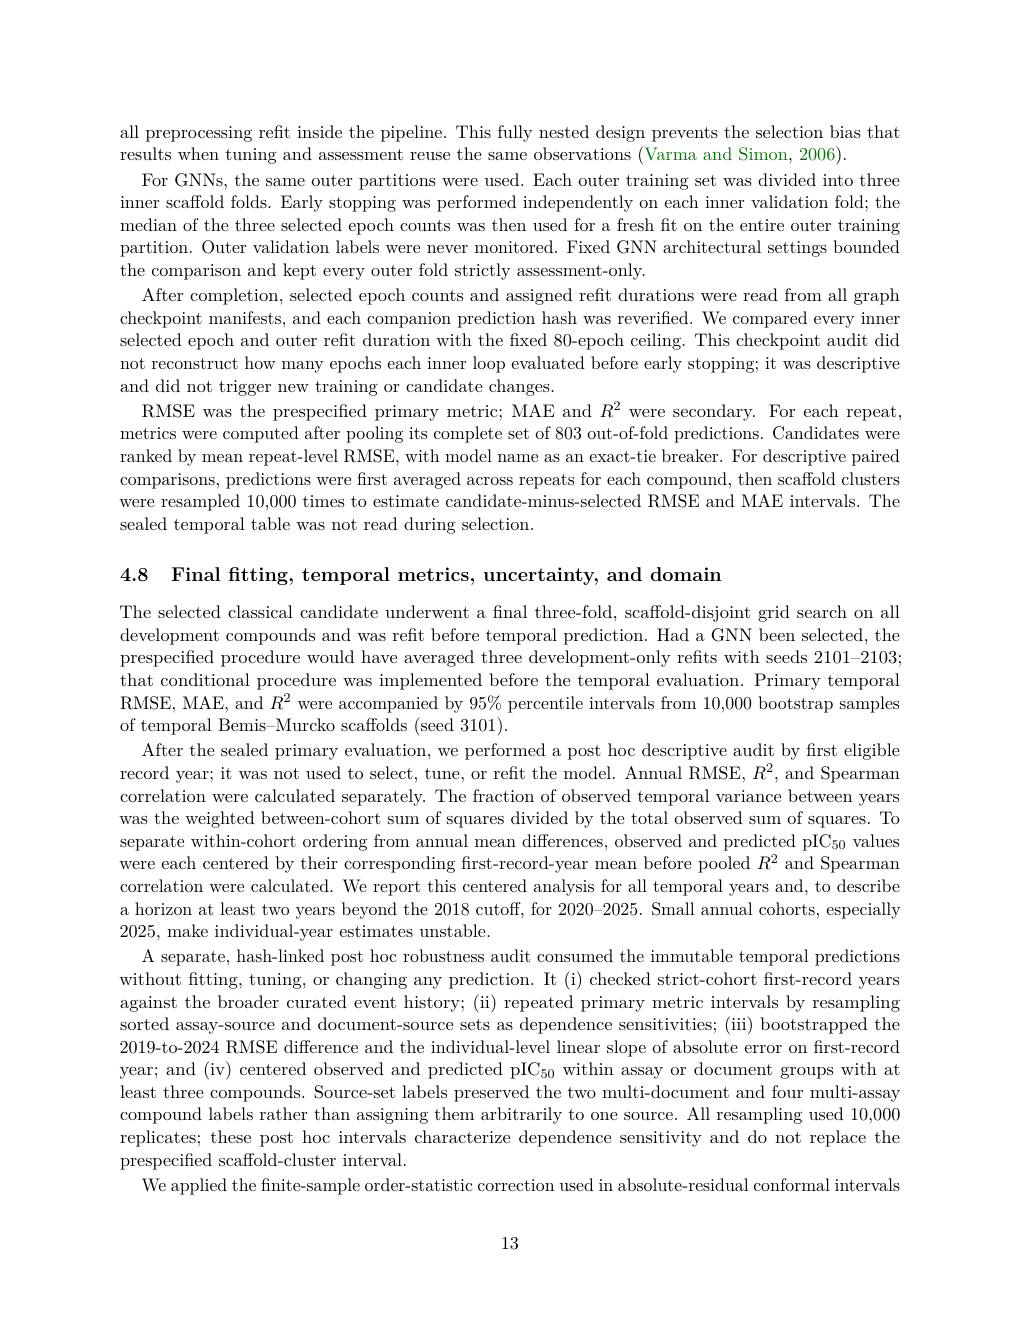 all preprocessing refit inside the pipeline. This fully nested design prevents the selection bias that
results when tuning and assessment reuse the same observations (Varma and Simon, 2006).
For GNNs, the same outer partitions were used. Each outer training set was divided into three
inner scaffold folds. Early stopping was performed independently on each inner validation fold; the
median of the three selected epoch counts was then used for a fresh fit on the entire outer training
partition. Outer validation labels were never monitored. Fixed GNN architectural settings bounded
the comparison and kept every outer fold strictly assessment-only.
After completion, selected epoch counts and assigned refit durations were read from all graph
checkpoint manifests, and each companion prediction hash was reverified. We compared every inner
selected epoch and outer refit duration with the fixed 80-epoch ceiling. This checkpoint audit did
not reconstruct how many epochs each inner loop evaluated before early stopping; it was descriptive
and did not trigger new training or candidate changes.
RMSE was the prespecified primary metric; MAE and R² were secondary. For each repeat,
metrics were computed after pooling its complete set of 803 out-of-fold predictions. Candidates were
ranked by mean repeat-level RMSE, with model name as an exact-tie breaker. For descriptive paired
comparisons, predictions were first averaged across repeats for each compound, then scaffold clusters
were resampled 10,000 times to estimate candidate-minus-selected RMSE and MAE intervals. The
sealed temporal table was not read during selection.
4.8 Final fitting, temporal metrics, uncertainty, and domain
The selected classical candidate underwent a final three-fold, scaffold-disjoint grid search on all
development compounds and was refit before temporal prediction. Had a GNN been selected, the
prespecified procedure would have averaged three development-only refits with seeds 2101–2103;
that conditional procedure was implemented before the temporal evaluation. Primary temporal
RMSE, MAE, and R² were accompanied by 95% percentile intervals from 10,000 bootstrap samples
of temporal Bemis–Murcko scaffolds (seed 3101).
After the sealed primary evaluation, we performed a post hoc descriptive audit by first eligible
record year; it was not used to select, tune, or refit the model. Annual RMSE, R², and Spearman
correlation were calculated separately. The fraction of observed temporal variance between years
was the weighted between-cohort sum of squares divided by the total observed sum of squares. To
separate within-cohort ordering from annual mean differences, observed and predicted pIC₅₀ values
were each centered by their corresponding first-record-year mean before pooled R² and Spearman
correlation were calculated. We report this centered analysis for all temporal years and, to describe
a horizon at least two years beyond the 2018 cutoff, for 2020–2025. Small annual cohorts, especially
2025, make individual-year estimates unstable.
A separate, hash-linked post hoc robustness audit consumed the immutable temporal predictions
without fitting, tuning, or changing any prediction. It (i) checked strict-cohort first-record years
against the broader curated event history; (ii) repeated primary metric intervals by resampling
sorted assay-source and document-source sets as dependence sensitivities; (iii) bootstrapped the
2019-to-2024 RMSE difference and the individual-level linear slope of absolute error on first-record
year; and (iv) centered observed and predicted pIC₅₀ within assay or document groups with at
least three compounds. Source-set labels preserved the two multi-document and four multi-assay
compound labels rather than assigning them arbitrarily to one source. All resampling used 10,000
replicates; these post hoc intervals characterize dependence sensitivity and do not replace the
prespecified scaffold-cluster interval.
We applied the finite-sample order-statistic correction used in absolute-residual conformal intervals
13